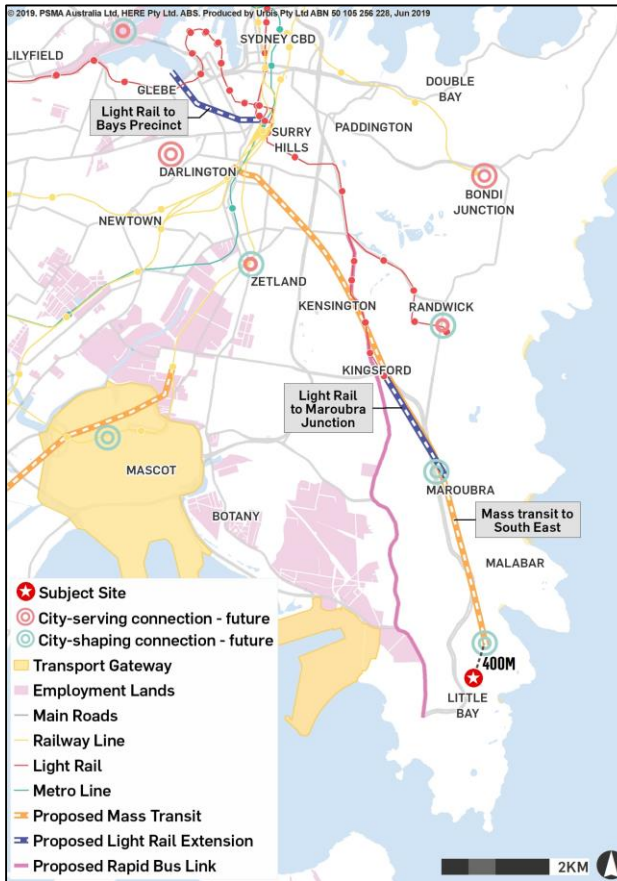 © 2019. PSMA Australia Ltd, HERE Pty Ltd. ABS. Produced by Urbis Pty Ltd ABN 50 105 256 228, Jun 2019
SYDNEY CBD
LILYFIELD
GLEBE
DOUBLE
BAY
Light Rail to
Bays Precinct
PADDINGTON
SURRY
HILLS
DARLINGTON
BONDI
JUNCTION
NEWTOWN
ZETLAND
KENSINGTON
RANDWICK
KINGSFORD
Light Rail
to Maroubra
Junction
MASCOT
MAROUBRA
BOTANY
Mass transit to
South East
MALABAR
400M
LITTLE
BAY
Subject Site
City-serving connection - future
City-shaping connection - future
Transport Gateway
Employment Lands
Main Roads
Railway Line
Light Rail
Metro Line
Proposed Mass Transit
Proposed Light Rail Extension
Proposed Rapid Bus Link
2KM